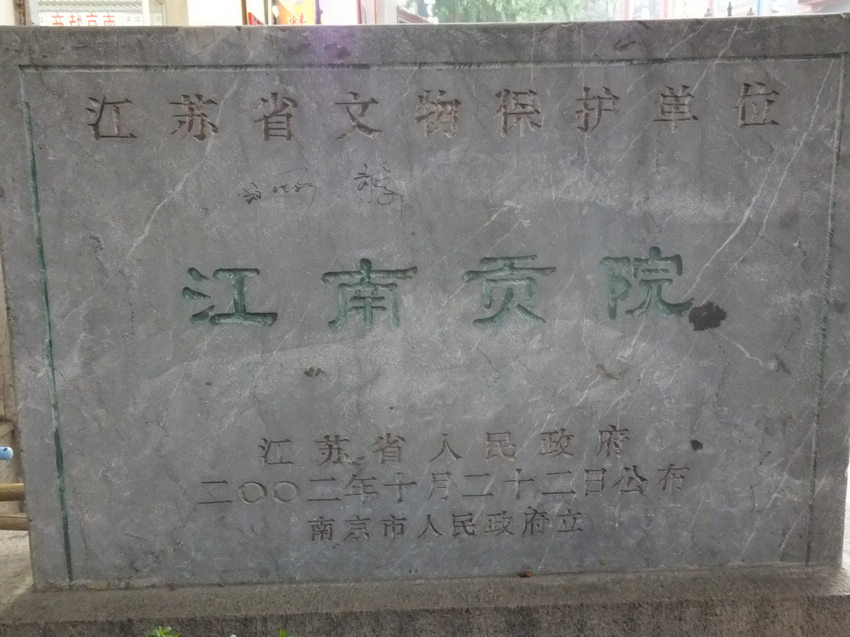 江苏省文物保护单位
江南贡院
江苏省人民政府
二〇〇二年十月二十二日公布
南京市人民政府立